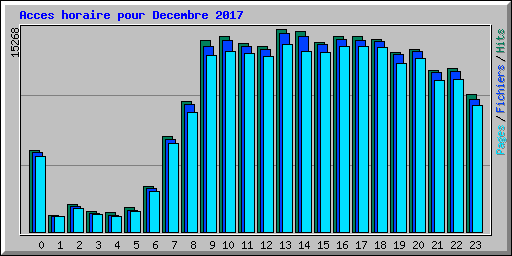 Acces horaire pour Decembre 2017
15268
Pages / Fichiers / Hits
0 1 2 3 4 5 6 7 8 9 10 11 12 13 14 15 16 17 18 19 20 21 22 23